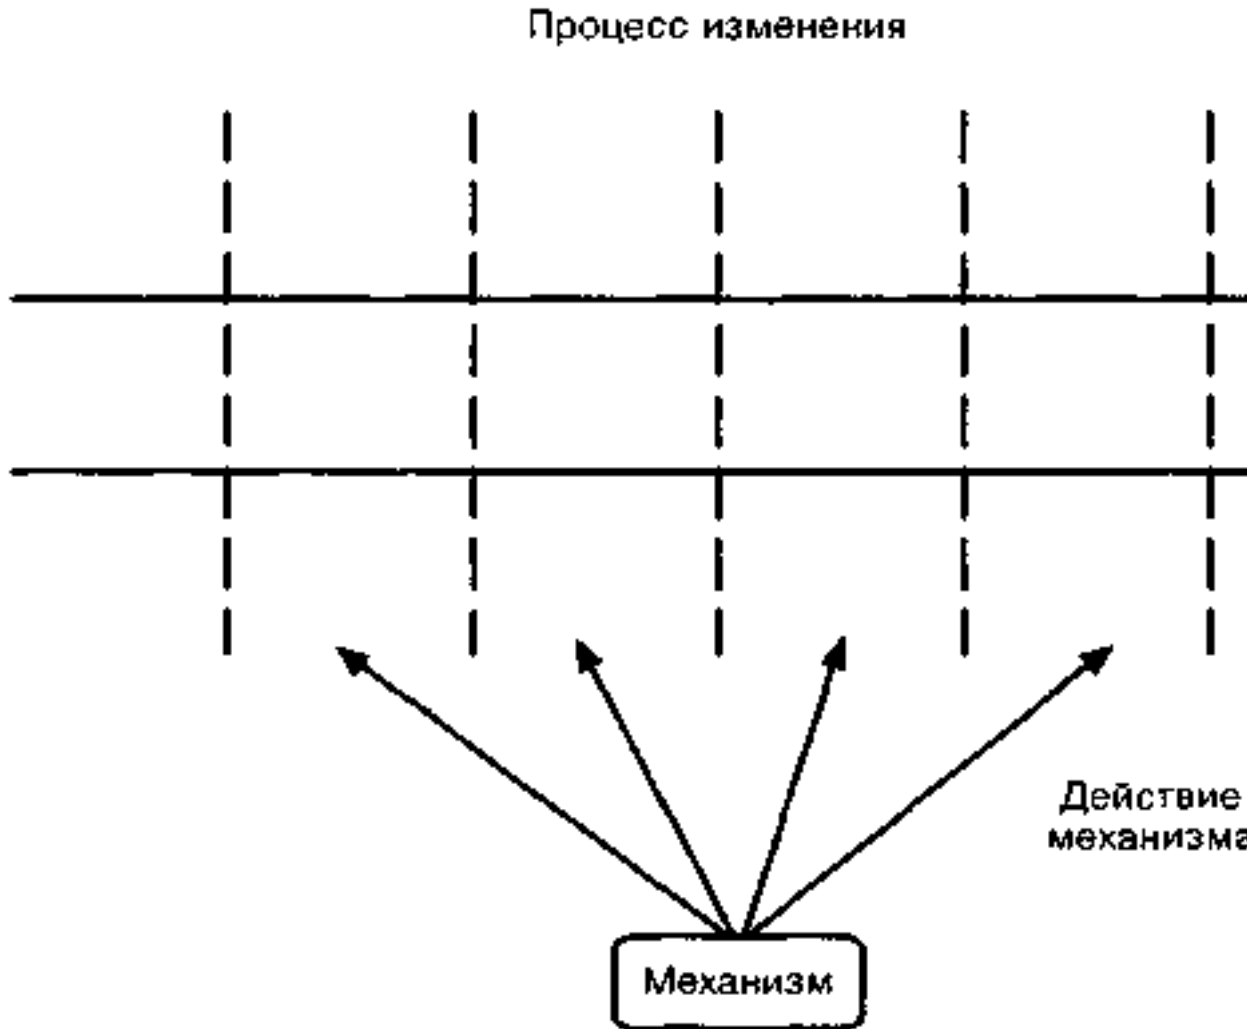 Процесс изменения
Действие
механизма
Механизм